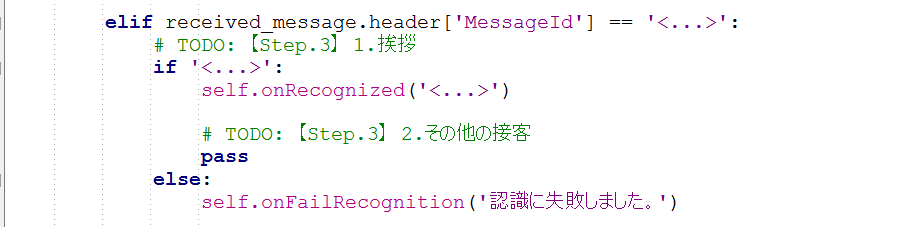 elif received_message.header['MessageId'] == '<...>':
# TODO:【Step.3】1.挨拶
if '<...>':
self.onRecognized('<...>')
# TODO:【Step.3】2.その他の接客
pass
else:
self.onFailRecognition('認識に失敗しました。')